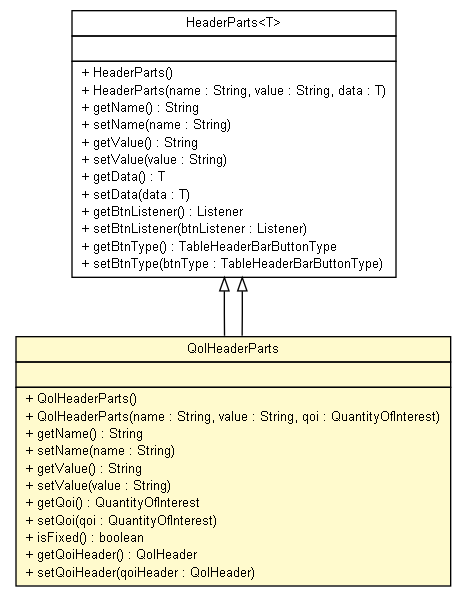 HeaderParts<T>
+ HeaderParts()
+ HeaderParts(name : String, value : String, data : T)
+ getName() : String
+ setName(name : String)
+ getValue() : String
+ setValue(value : String)
+ getData() : T
+ setData(data : T)
+ getBtnListener() : Listener
+ setBtnListener(btnListener : Listener)
+ getBtnType() : TableHeaderBarButtonType
+ setBtnType(btnType : TableHeaderBarButtonType)
QoIHeaderParts
+ QoIHeaderParts()
+ QoIHeaderParts(name : String, value : String, qoi : QuantityOfInterest)
+ getName() : String
+ setName(name : String)
+ getValue() : String
+ setValue(value : String)
+ getQoi() : QuantityOfInterest
+ setQoi(qoi : QuantityOfInterest)
+ isFixed() : boolean
+ getQoiHeader() : QoIHeader
+ setQoiHeader(qoiHeader : QoIHeader)